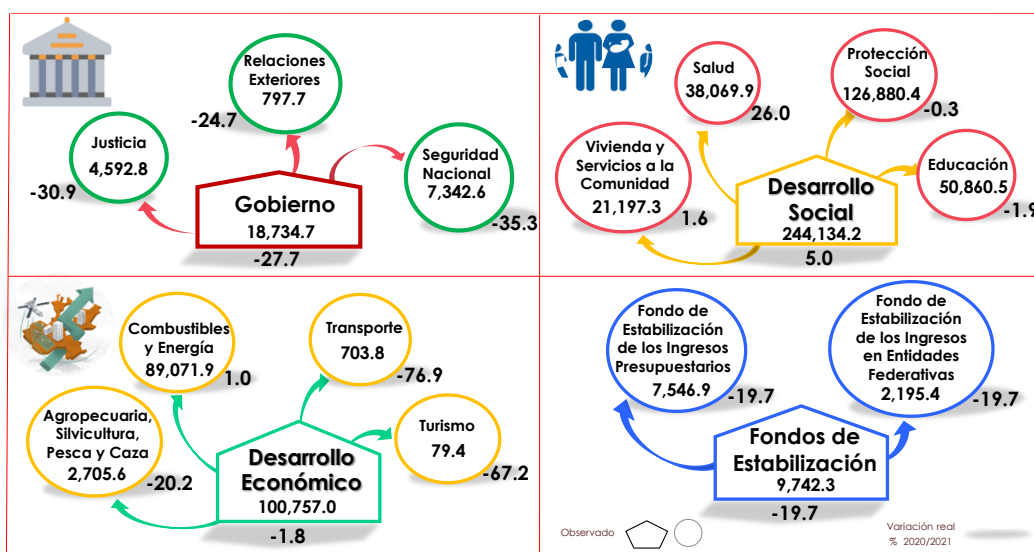 Relaciones
Exteriores
797.7
-24.7
Justicia
4,592.8
-30.9
Seguridad
Nacional
7,342.6
-35.3
Gobierno
18,734.7
-27.7
Salud
38,069.9
26.0
Protección
Social
126,880.4
-0.3
Vivienda y
Servicios a la
Comunidad
21,197.3
1.6
Educación
50,860.5
-1.9
Desarrollo
Social
244,134.2
5.0
Combustibles
y Energía
89,071.9
1.0
Transporte
703.8
-76.9
Agropecuaria,
Silvicultura,
Pesca y Caza
2,705.6
-20.2
Turismo
79.4
-67.2
Desarrollo
Económico
100,757.0
-1.8
Fondo de
Estabilización
de los Ingresos
Presupuestarios
7,546.9
-19.7
Fondo de
Estabilización
de los Ingresos
en Entidades
Federativas
2,195.4
-19.7
Fondos de
Estabilización
9,742.3
-19.7
Observado
Variación real
% 2020/2021